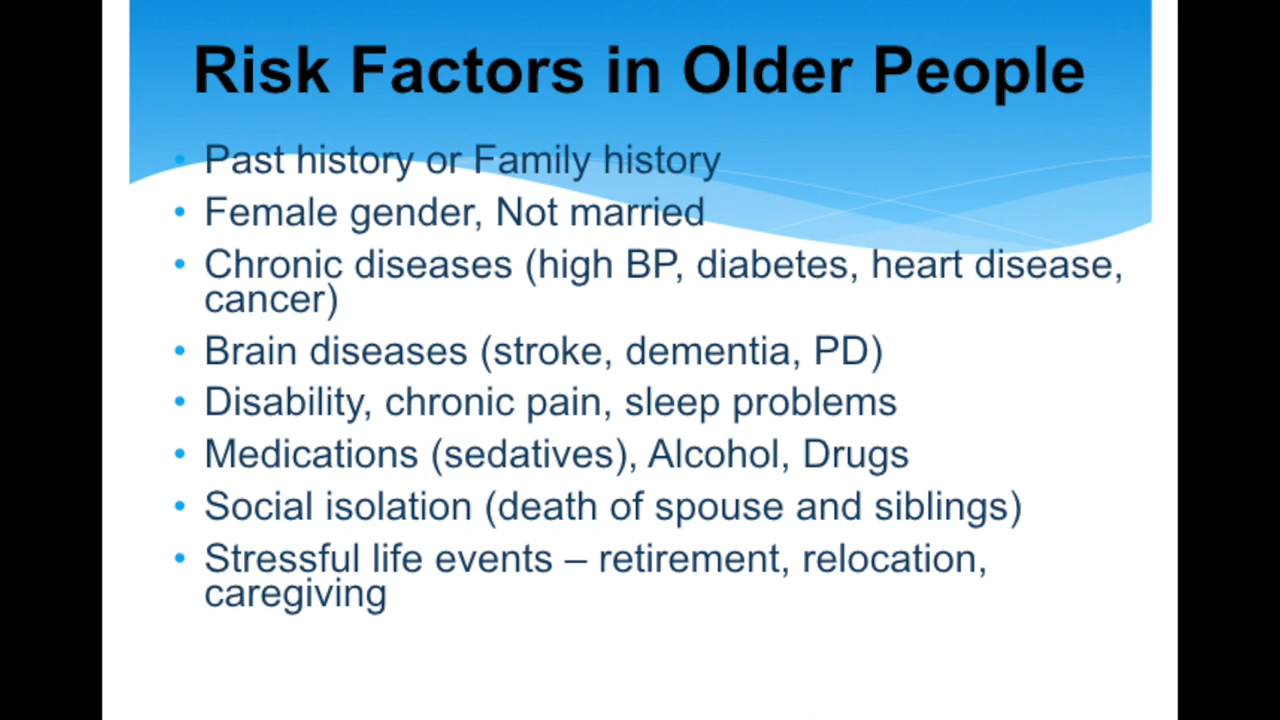 Risk Factors in Older People
• Past history or Family history
• Female gender, Not married
• Chronic diseases (high BP, diabetes, heart disease,
cancer)
• Brain diseases (stroke, dementia, PD)
• Disability, chronic pain, sleep problems
• Medications (sedatives), Alcohol, Drugs
• Social isolation (death of spouse and siblings)
• Stressful life events – retirement, relocation,
caregiving